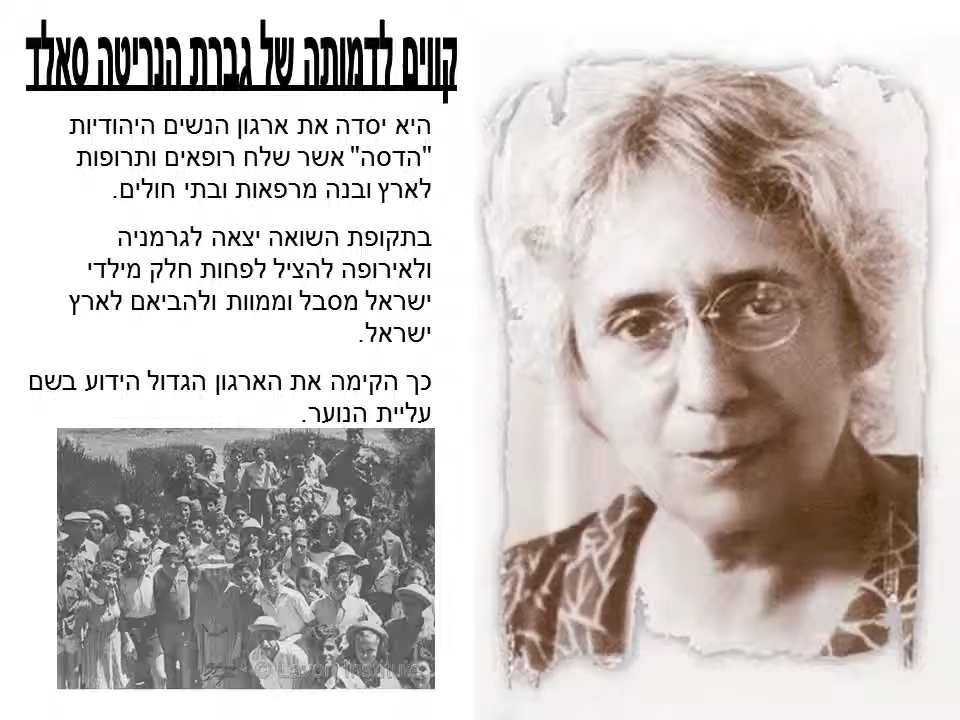 קווים לדמותה של גברת הנריטה סאלד
היא יסדה את ארגון הנשים היהודיות
"הדסה" אשר שלח רופאים ותרופות
לארץ ובנה מרפאות ובתי חולים.
בתקופת השואה יצאה לגרמניה
ולאירופה להציל לפחות חלק מילדי
ישראל מסבל וממוות ולהביאם לארץ
ישראל.
כך הקימה את הארגון הגדול הידוע בשם
עליית הנוער.
© Lavon Institute